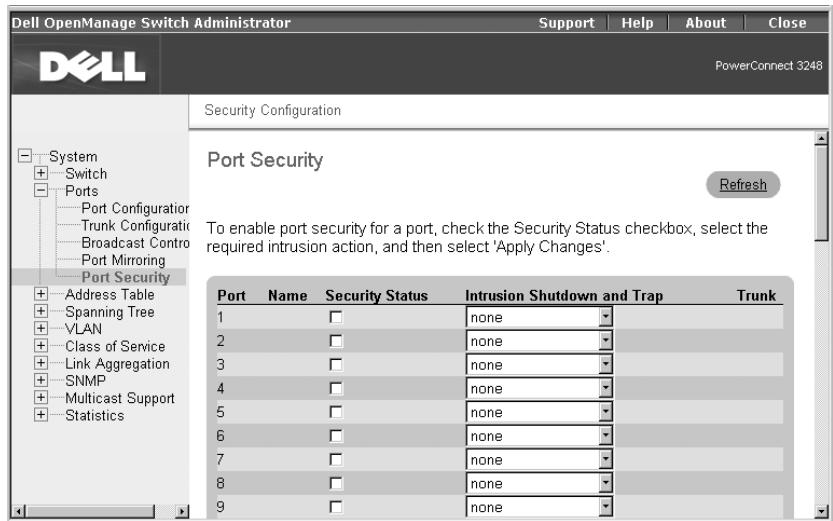 Dell OpenManage Switch Administrator Support Help About Close
DELL
PowerConnect 3248
Security Configuration
System
Switch
Ports
Port Configuration
Trunk Configuratic
Broadcast Contro
Port Mirroring
Port Security
Address Table
Spanning Tree
VLAN
Class of Service
Link Aggregation
SNMP
Multicast Support
Statistics
Port Security
Refresh
To enable port security for a port, check the Security Status checkbox, select the
required intrusion action, and then select 'Apply Changes'.
Port Name Security Status Intrusion Shutdown and Trap Trunk
1 none
2 none
3 none
4 none
5 none
6 none
7 none
8 none
9 none